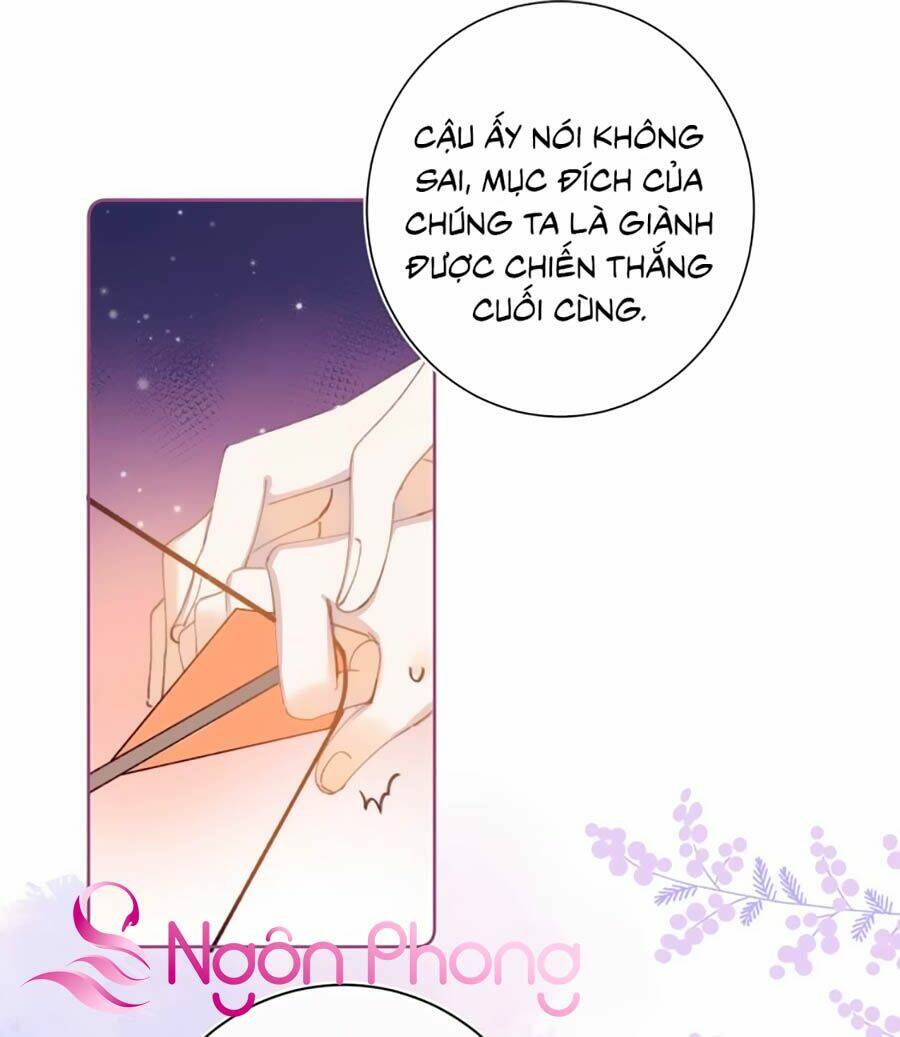 CẬU ẤY NÓI KHÔNG
SAI, MỤC ĐÍCH CỦA
CHÚNG TA LÀ GIÀNH
ĐƯỢC CHIẾN THẮNG
CUỐI CÙNG.
Ngôn Phong